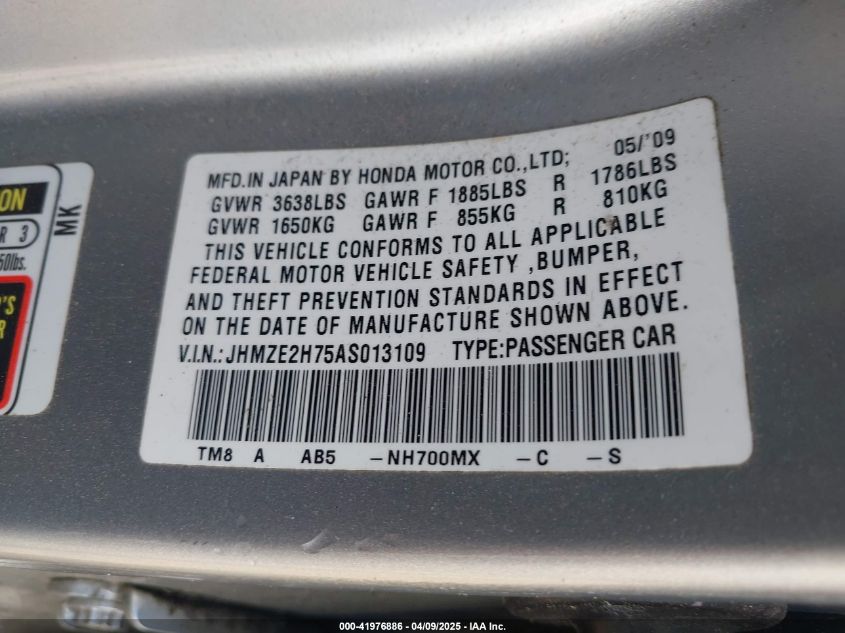 ON
R 3
50lbs.
'S
R
MK
05/'09
MFD.IN JAPAN BY HONDA MOTOR CO.,LTD;
GVWR 3638LBS GAWR F 1885LBS R 1786LBS
GVWR 1650KG GAWR F 855KG R 810KG
THIS VEHICLE CONFORMS TO ALL APPLICABLE
FEDERAL MOTOR VEHICLE SAFETY ,BUMPER,
AND THEFT PREVENTION STANDARDS IN EFFECT
ON THE DATE OF MANUFACTURE SHOWN ABOVE.
V.I.N.: JHMZE2H75AS013109 TYPE:PASSENGER CAR
TM8 A AB5 -NH700MX -C -S
000-41976886 - 04/09/2025 - IAA Inc.